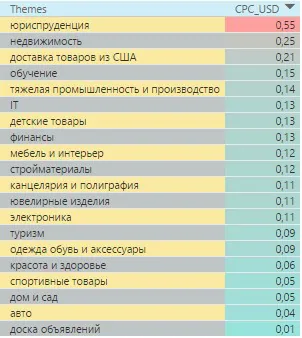 Themes CPC_USD
юриспруденция 0,55
недвижимость 0,25
доставка товаров из США 0,21
обучение 0,15
тяжелая промышленность и производство 0,14
IT 0,13
детские товары 0,13
финансы 0,13
мебель и интерьер 0,12
стройматериалы 0,12
канцелярия и полиграфия 0,11
ювелирные изделия 0,11
электроника 0,11
туризм 0,09
одежда обувь и аксессуары 0,09
красота и здоровье 0,06
спортивные товары 0,05
дом и сад 0,05
авто 0,04
доска объявлений 0,01